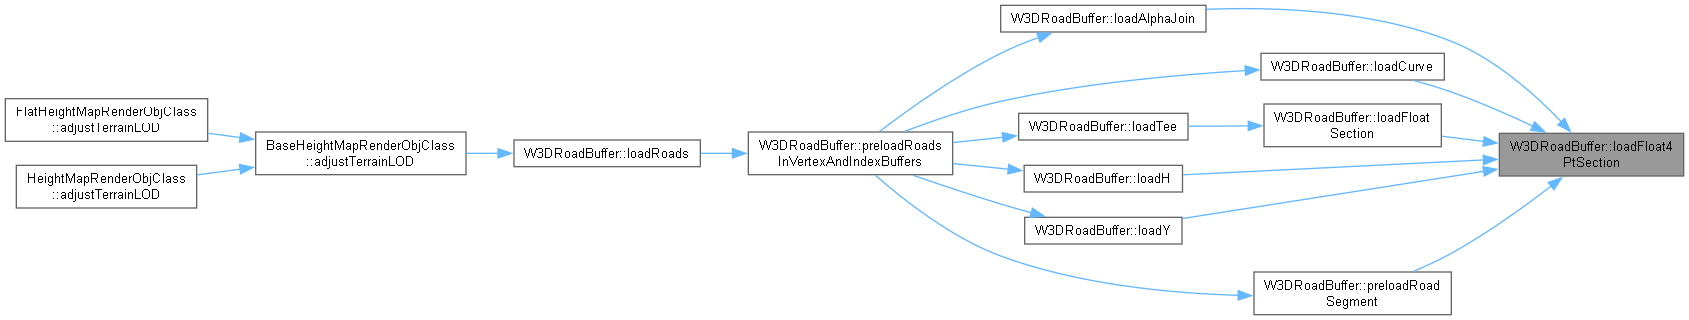 W3DRoadBuffer::loadAlphaJoin
W3DRoadBuffer::loadCurve
FlatHeightMapRenderObjClass
::adjustTerrainLOD
W3DRoadBuffer::loadTee
W3DRoadBuffer::loadFloat
Section
BaseHeightMapRenderObjClass
::adjustTerrainLOD
W3DRoadBuffer::loadRoads
W3DRoadBuffer::preloadRoads
InVertexAndIndexBuffers
W3DRoadBuffer::loadFloat4
PtSection
HeightMapRenderObjClass
::adjustTerrainLOD
W3DRoadBuffer::loadH
W3DRoadBuffer::loadY
W3DRoadBuffer::preloadRoad
Segment